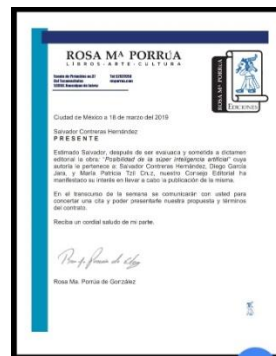 ROSA Mª PORRÚA
LIBROS·ARTE·CULTURA
ROSA Mª PORRÚA
EDICIONES
Ciudad de México a 18 de marzo del 2019
Salvador Contreras Hernández
P R E S E N T E
Estimado Salvador, después de ser evaluaca y sometida a dictamen
editorial la obra: "Posibilidad de la súper inteligencia artificial" cuya
autoría le pertenece a: Salvador Contreras Hernández, Diego García
Jara, y María Patricia Tzil Cruz, nuestro Consejo Editorial ha
manifestado su interés en llevar a cabo la publicación de la misma.
En el transcurso de la semana se comunicarán con usted para
concertar una cita y poder presentarle nuestra propuesta y términos
del contrato.
Reciba un cordial saludo de mi parte.
Rosa Ma. Porrúa de González